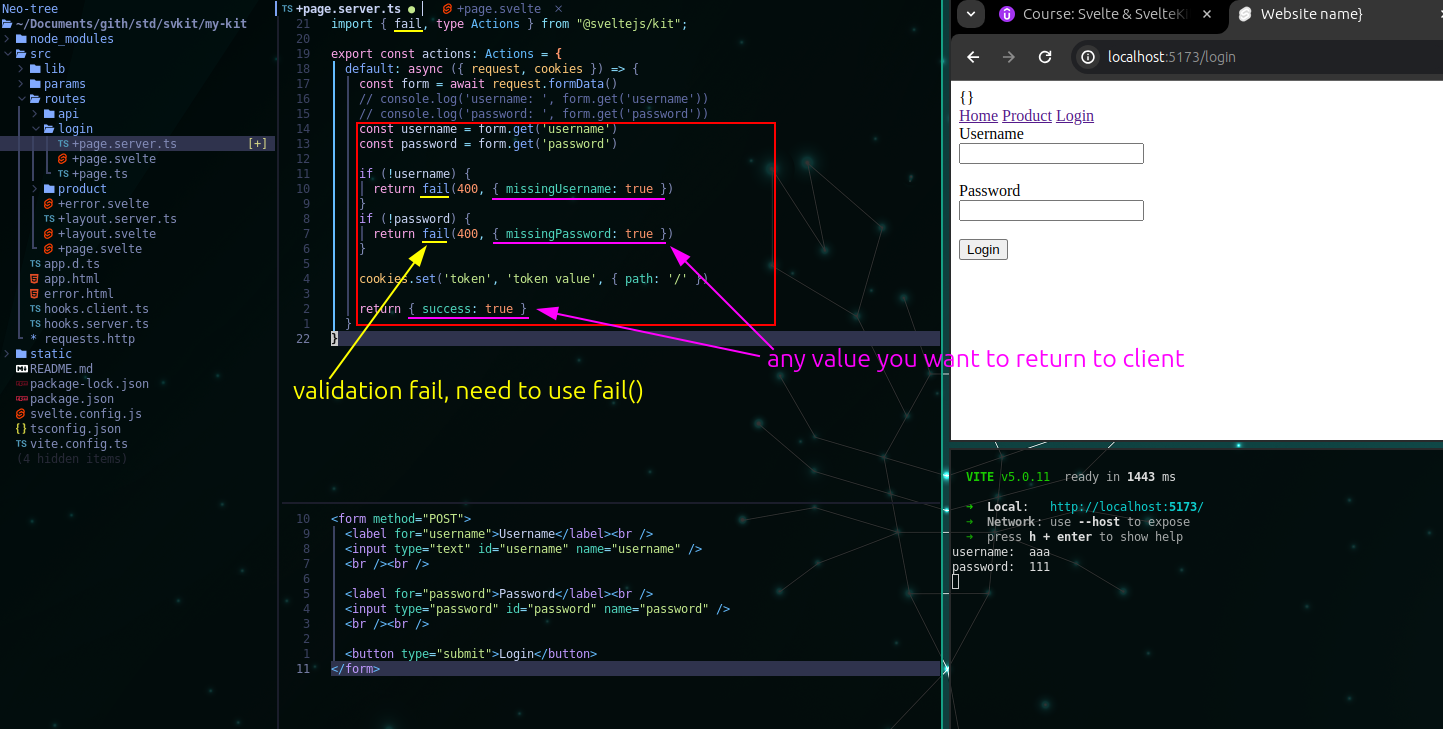 Neo-tree
~/Documents/gith/std/svkit/my-kit
node_modules
src
lib
params
routes
api
login
TS +page.server.ts [+]
+page.svelte
TS +page.ts
product
+error.svelte
TS +layout.server.ts
+layout.svelte
+page.svelte
TS app.d.ts
app.html
error.html
TS hooks.client.ts
TS hooks.server.ts
* requests.http
static
README.md
package-lock.json
package.json
svelte.config.js
{} tsconfig.json
TS vite.config.ts
(4 hidden items)
TS +page.server.ts ● +page.svelte ×
21 import { fail, type Actions } from "@sveltejs/kit";
20
19 export const actions: Actions = {
18 default: async ({ request, cookies }) => {
17 const form = await request.formData()
16 // console.log('username: ', form.get('username'))
15 // console.log('password: ', form.get('password'))
14 const username = form.get('username')
13 const password = form.get('password')
12
11 if (!username) {
10 return fail(400, { missingUsername: true })
9 }
8 if (!password) {
7 return fail(400, { missingPassword: true })
6 }
5
4 cookies.set('token', 'token value', { path: '/' })
3
2 return { success: true }
1 }
22 }
any value you want to return to client
validation fail, need to use fail()
10 <form method="POST">
9 <label for="username">Username</label><br />
8 <input type="text" id="username" name="username" />
7 <br /><br />
6
5 <label for="password">Password</label><br />
4 <input type="password" id="password" name="password" />
3 <br /><br />
2
1 <button type="submit">Login</button>
11 </form>
Course: Svelte & SvelteKi × Website name}
localhost:5173/login
{}
Home Product Login
Username
Password
Login
VITE v5.0.11 ready in 1443 ms
➜ Local: http://localhost:5173/
➜ Network: use --host to expose
➜ press h + enter to show help
username: aaa
password: 111